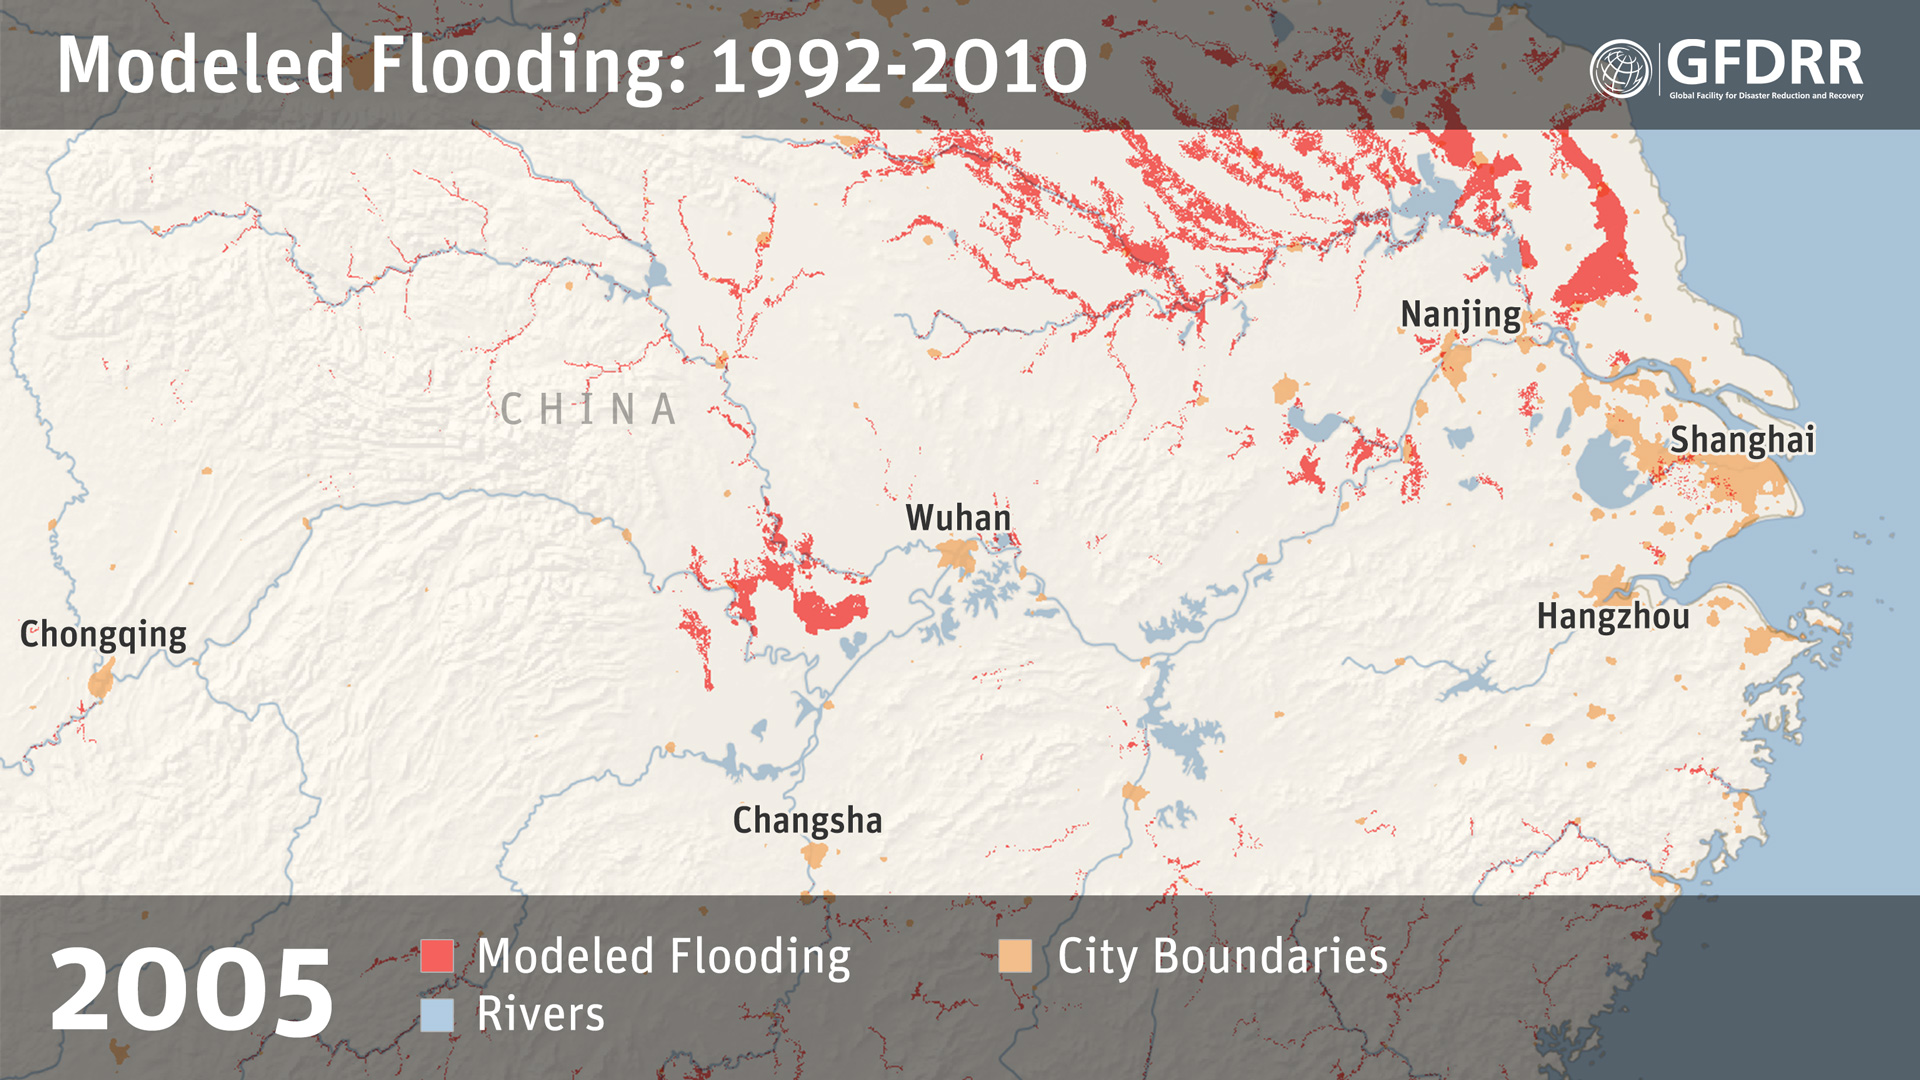 Modeled Flooding: 1992-2010
GFDRR
Global Facility for Disaster Reduction and Recovery
Nanjing
CHINA
Shanghai
Wuhan
Hangzhou
Chongqing
Changsha
2005
Modeled Flooding
City Boundaries
Rivers